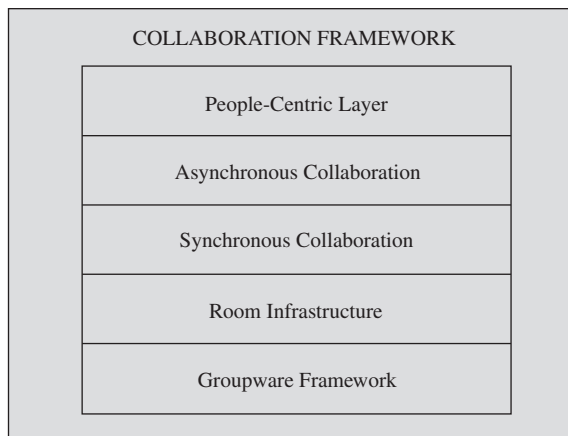 COLLABORATION FRAMEWORK
People-Centric Layer
Asynchronous Collaboration
Synchronous Collaboration
Room Infrastructure
Groupware Framework